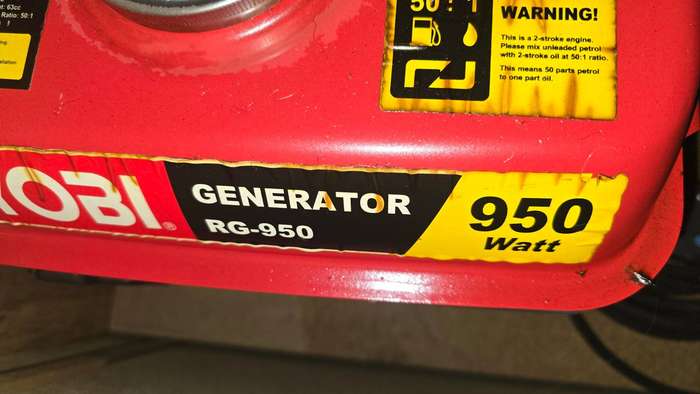 63cc
Ratio: 50:1
50 : 1
WARNING!
This is a 2-stroke engine.
Please mix unleaded petrol
with 2-stroke oil at 50:1 ratio.
This means 50 parts petrol
to one part oil.
OBI
GENERATOR
RG-950
950
Watt